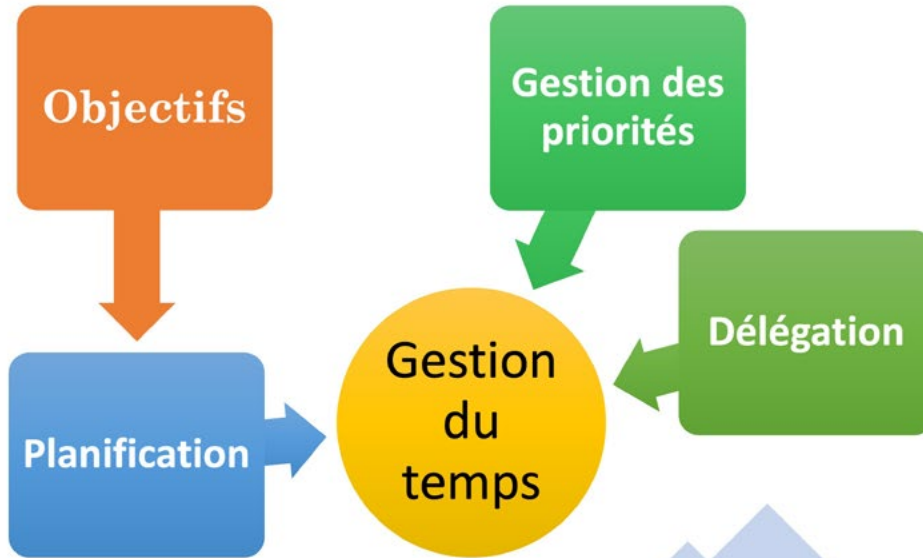 Objectifs
Gestion des
priorités
Délégation
Gestion
du
temps
Planification